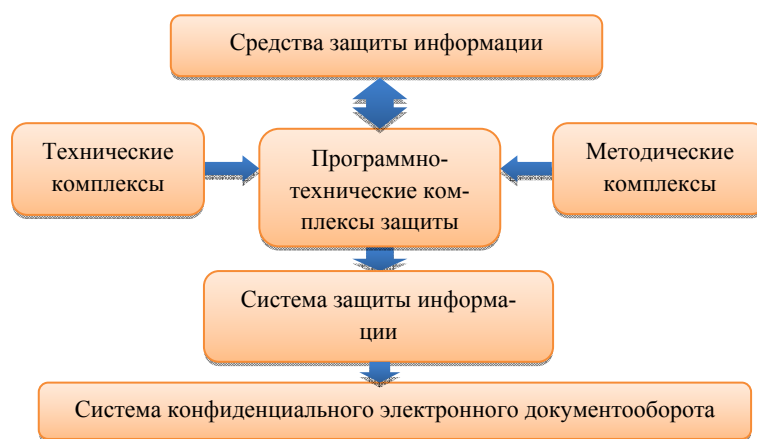 Средства защиты информации
Технические
комплексы
Программно-
технические ком-
плексы защиты
Методические
комплексы
Система защиты информа-
ции
Система конфиденциального электронного документооборота